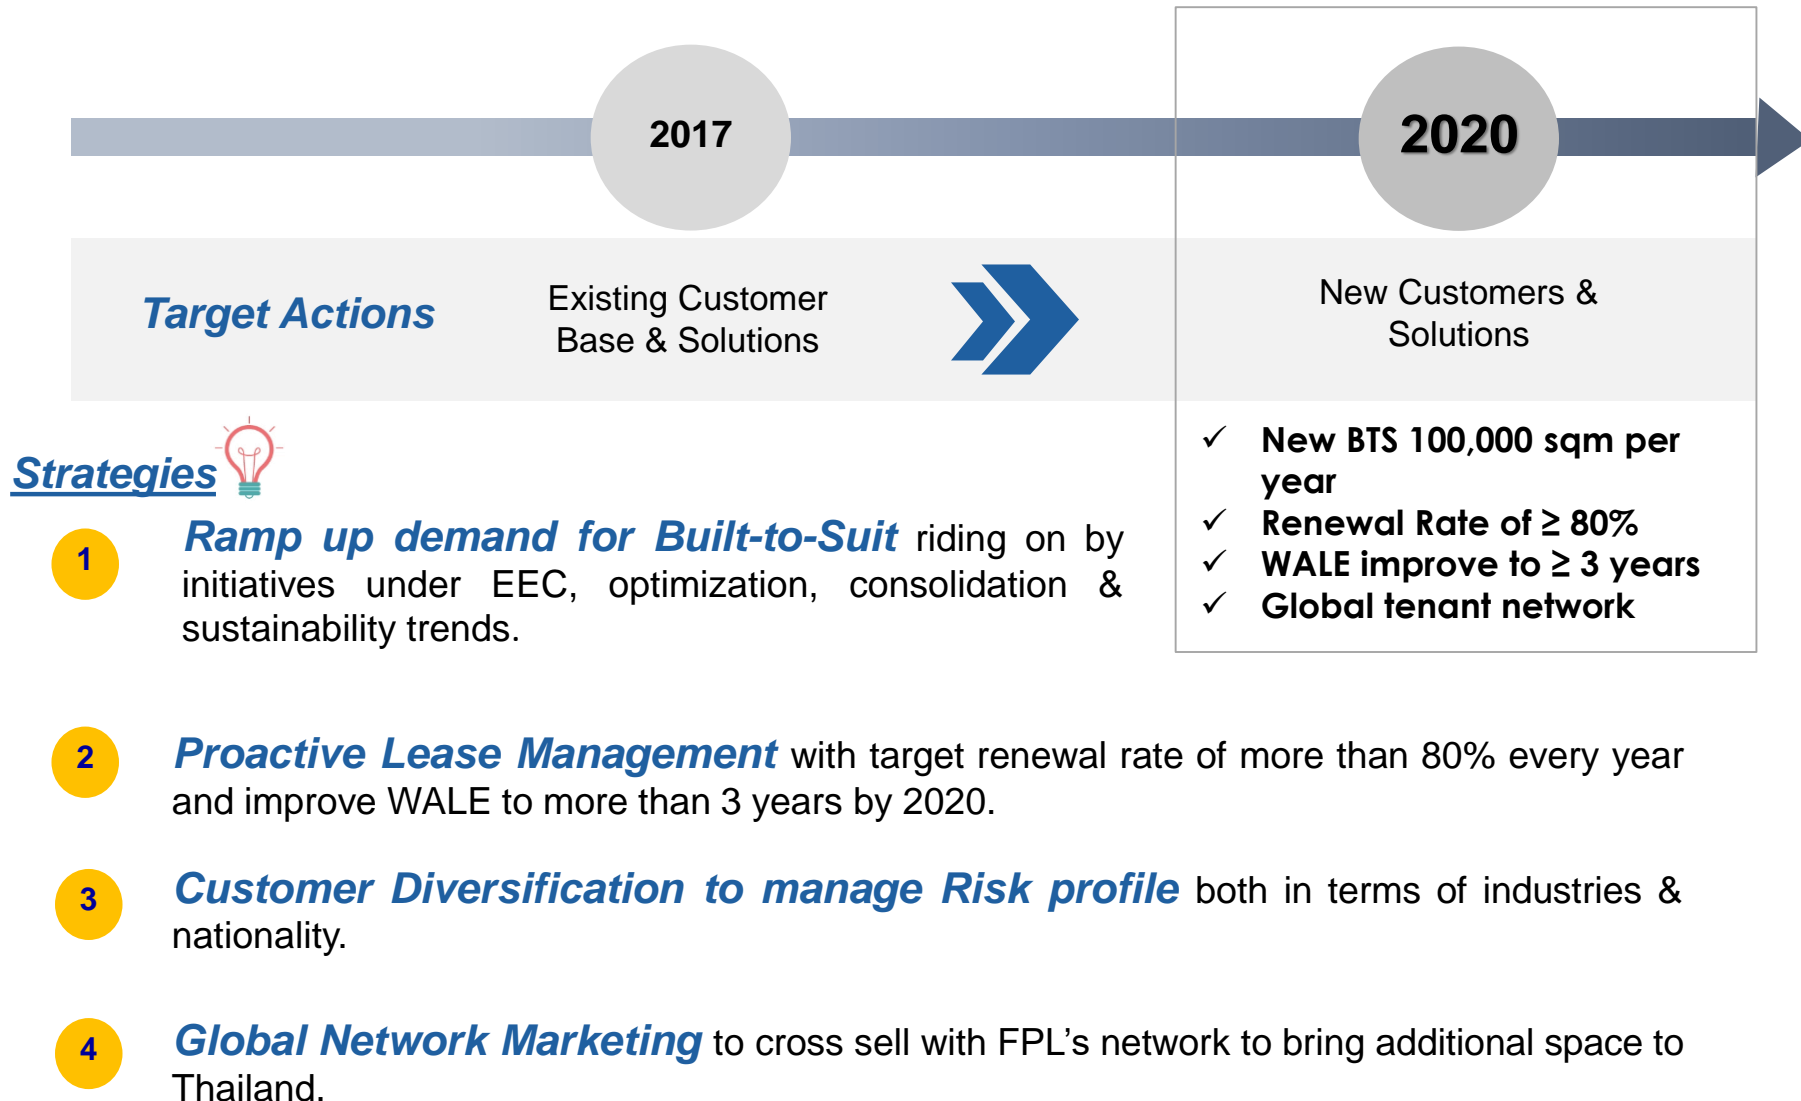 2017
2020
Target Actions
Existing Customer
Base & Solutions
New Customers &
Solutions
✓ New BTS 100,000 sqm per
year
✓ Renewal Rate of ≥ 80%
✓ WALE improve to ≥ 3 years
✓ Global tenant network
Strategies
1
Ramp up demand for Built-to-Suit riding on by
initiatives under EEC, optimization, consolidation &
sustainability trends.
2
Proactive Lease Management with target renewal rate of more than 80% every year
and improve WALE to more than 3 years by 2020.
3
Customer Diversification to manage Risk profile both in terms of industries &
nationality.
4
Global Network Marketing to cross sell with FPL’s network to bring additional space to
Thailand.